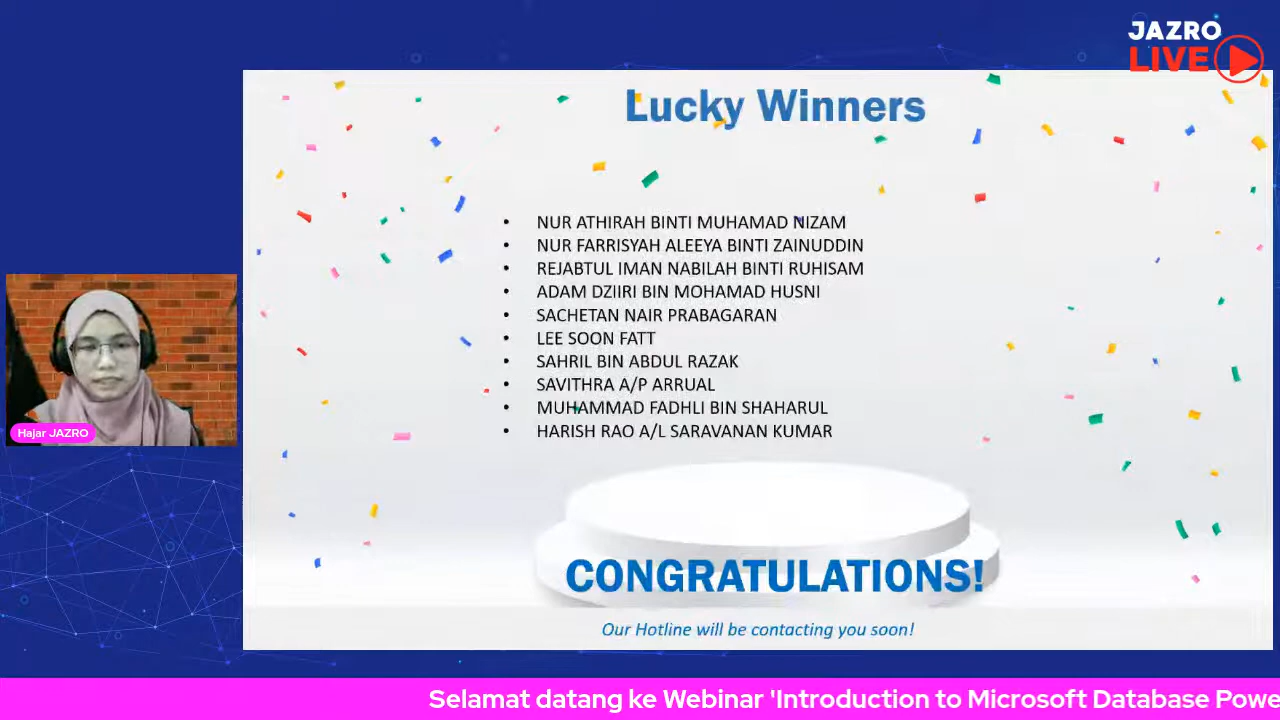 JAZRO
LIVE
Lucky Winners
• NUR ATHIRAH BINTI MUHAMAD NIZAM
• NUR FARRISYAH ALEEYA BINTI ZAINUDDIN
• REJABTUL IMAN NABILAH BINTI RUHISAM
• ADAM DZIIRI BIN MOHAMAD HUSNI
• SACHETAN NAIR PRABAGARAN
• LEE SOON FATT
• SAHRIL BIN ABDUL RAZAK
• SAVITHRA A/P ARRUAL
• MUHAMMAD FADHLI BIN SHAHARUL
• HARISH RAO A/L SARAVANAN KUMAR
Hajar JAZRO
CONGRATULATIONS!
Our Hotline will be contacting you soon!
Selamat datang ke Webinar 'Introduction to Microsoft Database Powe